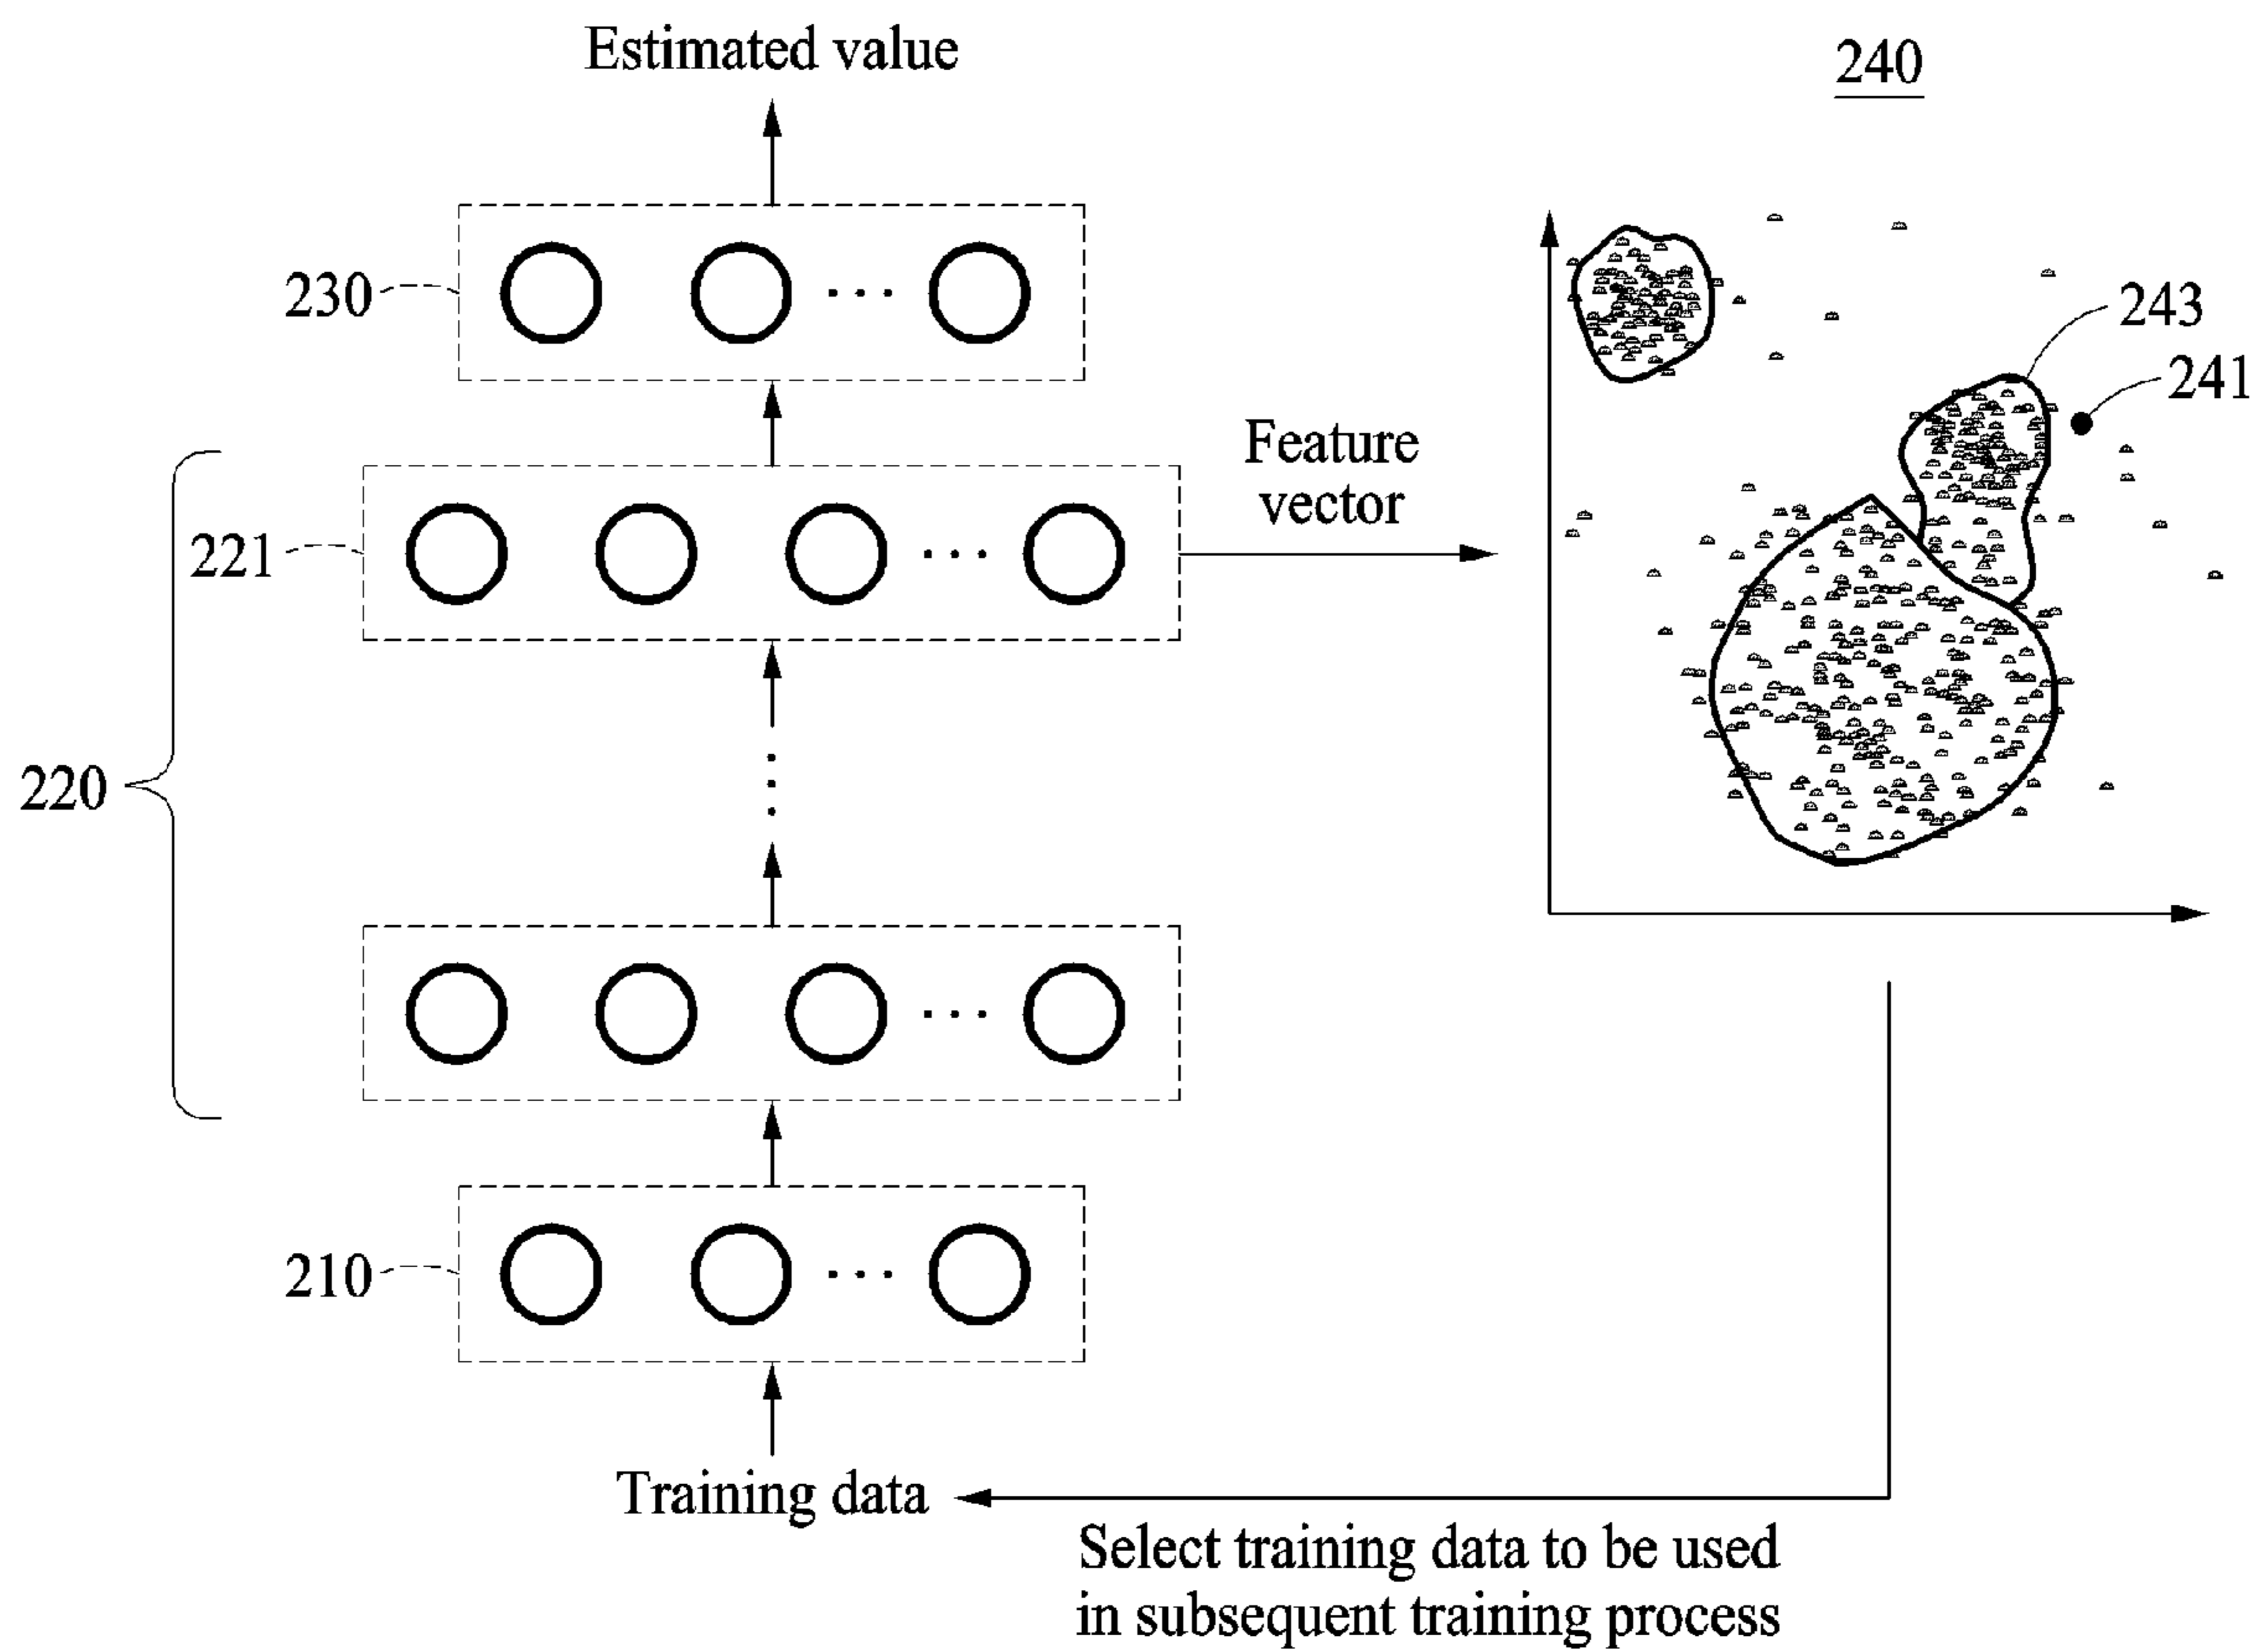 Estimated value
240
230
243
241
Feature
vector
221
220
210
Training data
Select training data to be used
in subsequent training process